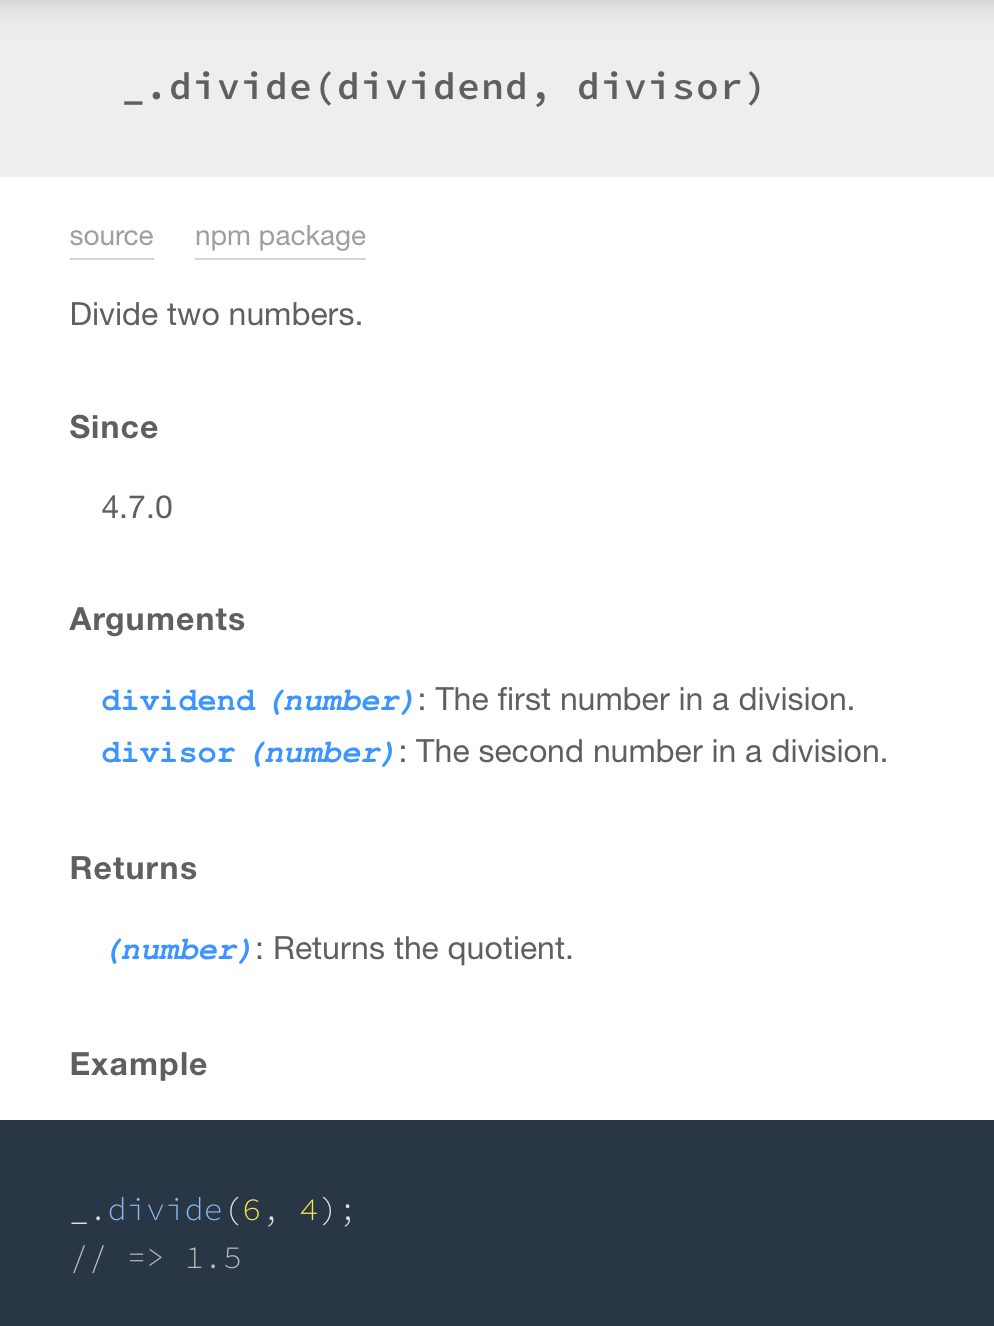 _.divide(dividend, divisor)
source npm package
Divide two numbers.
Since
4.7.0
Arguments
dividend (number): The first number in a division.
divisor (number): The second number in a division.
Returns
(number): Returns the quotient.
Example
_.divide(6, 4);
// => 1.5